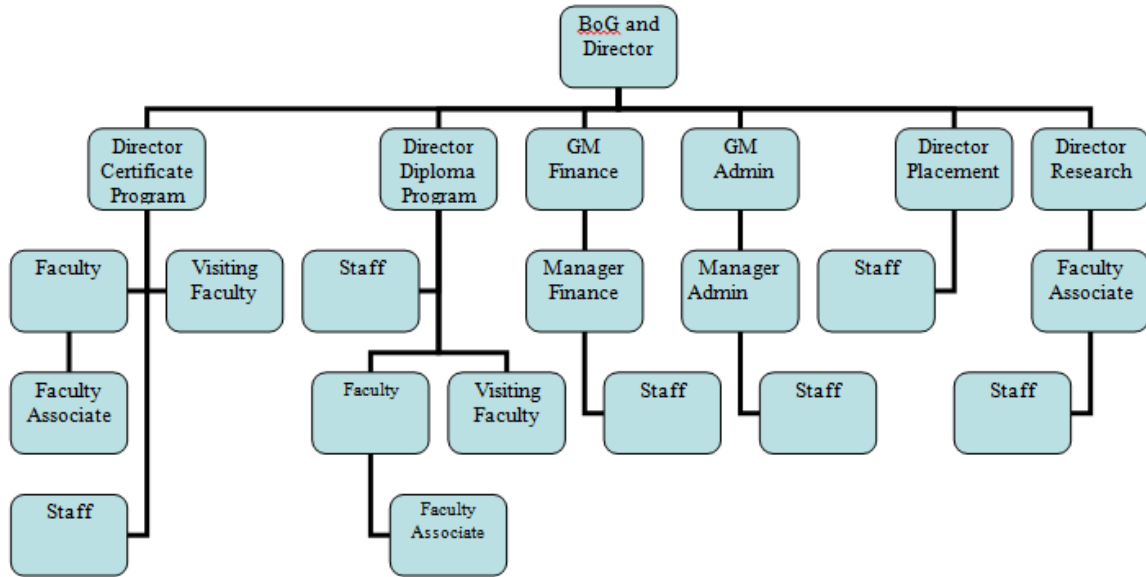 BoG and
Director
Director
Certificate
Program
Director
Diploma
Program
GM
Finance
GM
Admin
Director
Placement
Director
Research
Faculty
Visiting
Faculty
Staff
Manager
Finance
Manager
Admin
Staff
Faculty
Associate
Faculty
Associate
Faculty
Visiting
Faculty
Staff
Staff
Staff
Staff
Faculty
Associate